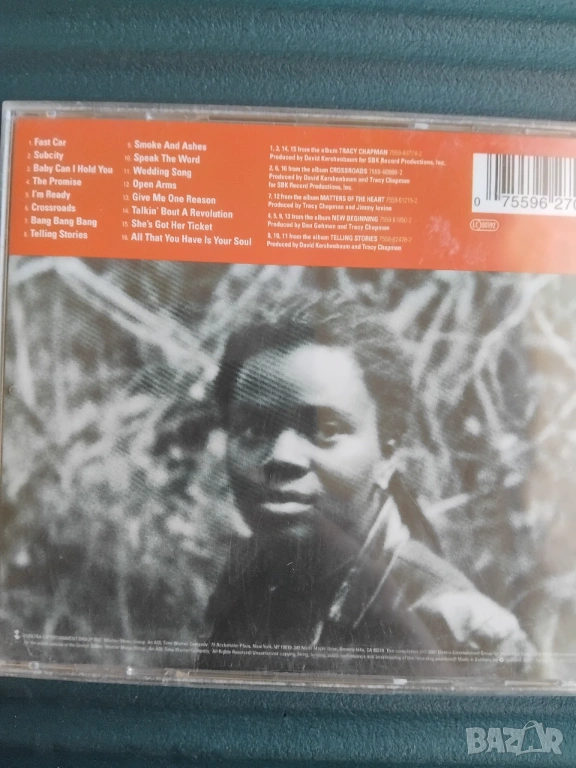 1. Fast Car
2. Subcity
3. Baby Can I Hold You
4. The Promise
5. I'm Ready
6. Crossroads
7. Bang Bang Bang
8. Telling Stories
9. Smoke And Ashes
10. Speak The Word
11. Wedding Song
12. Open Arms
13. Give Me One Reason
14. Talkin' Bout A Revolution
15. She's Got Her Ticket
16. All That You Have Is Your Soul
1, 3, 14, 15 from the album TRACY CHAPMAN
Produced by David Kershenbaum for SBK Record Productions, Inc.
2, 6, 16 from the album CROSSROADS
Produced by David Kershenbaum and Tracy Chapman
for SBK Record Productions, Inc.
7, 12 from the album MATTERS OF THE HEART
Produced by Tracy Chapman and Jimmy Iovine
4, 5, 9, 13 from the album NEW BEGINNING
Produced by Don Gehman and Tracy Chapman
8, 10, 11 from the album TELLING STORIES
Produced by David Kershenbaum and Tracy Chapman
0 75596 27
BAZAR